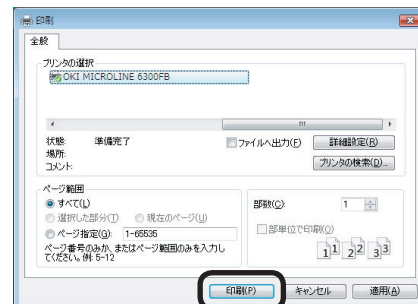 印刷
全般
プリンタの選択
OKI MICROLINE 6300FB
状態: 準備完了
場所:
コメント:
ファイルへ出力(F)
詳細設定(R)
プリンタの検索(D)...
ページ範囲
すべて(L)
選択した部分(T) 現在のページ(U)
ページ指定(G): 1-65535
ページ番号のみか、またはページ範囲のみを入力し
てください。例: 5-12
部数(C): 1
部単位で印刷(O)
11 22 33
印刷(P) キャンセル 適用(A)